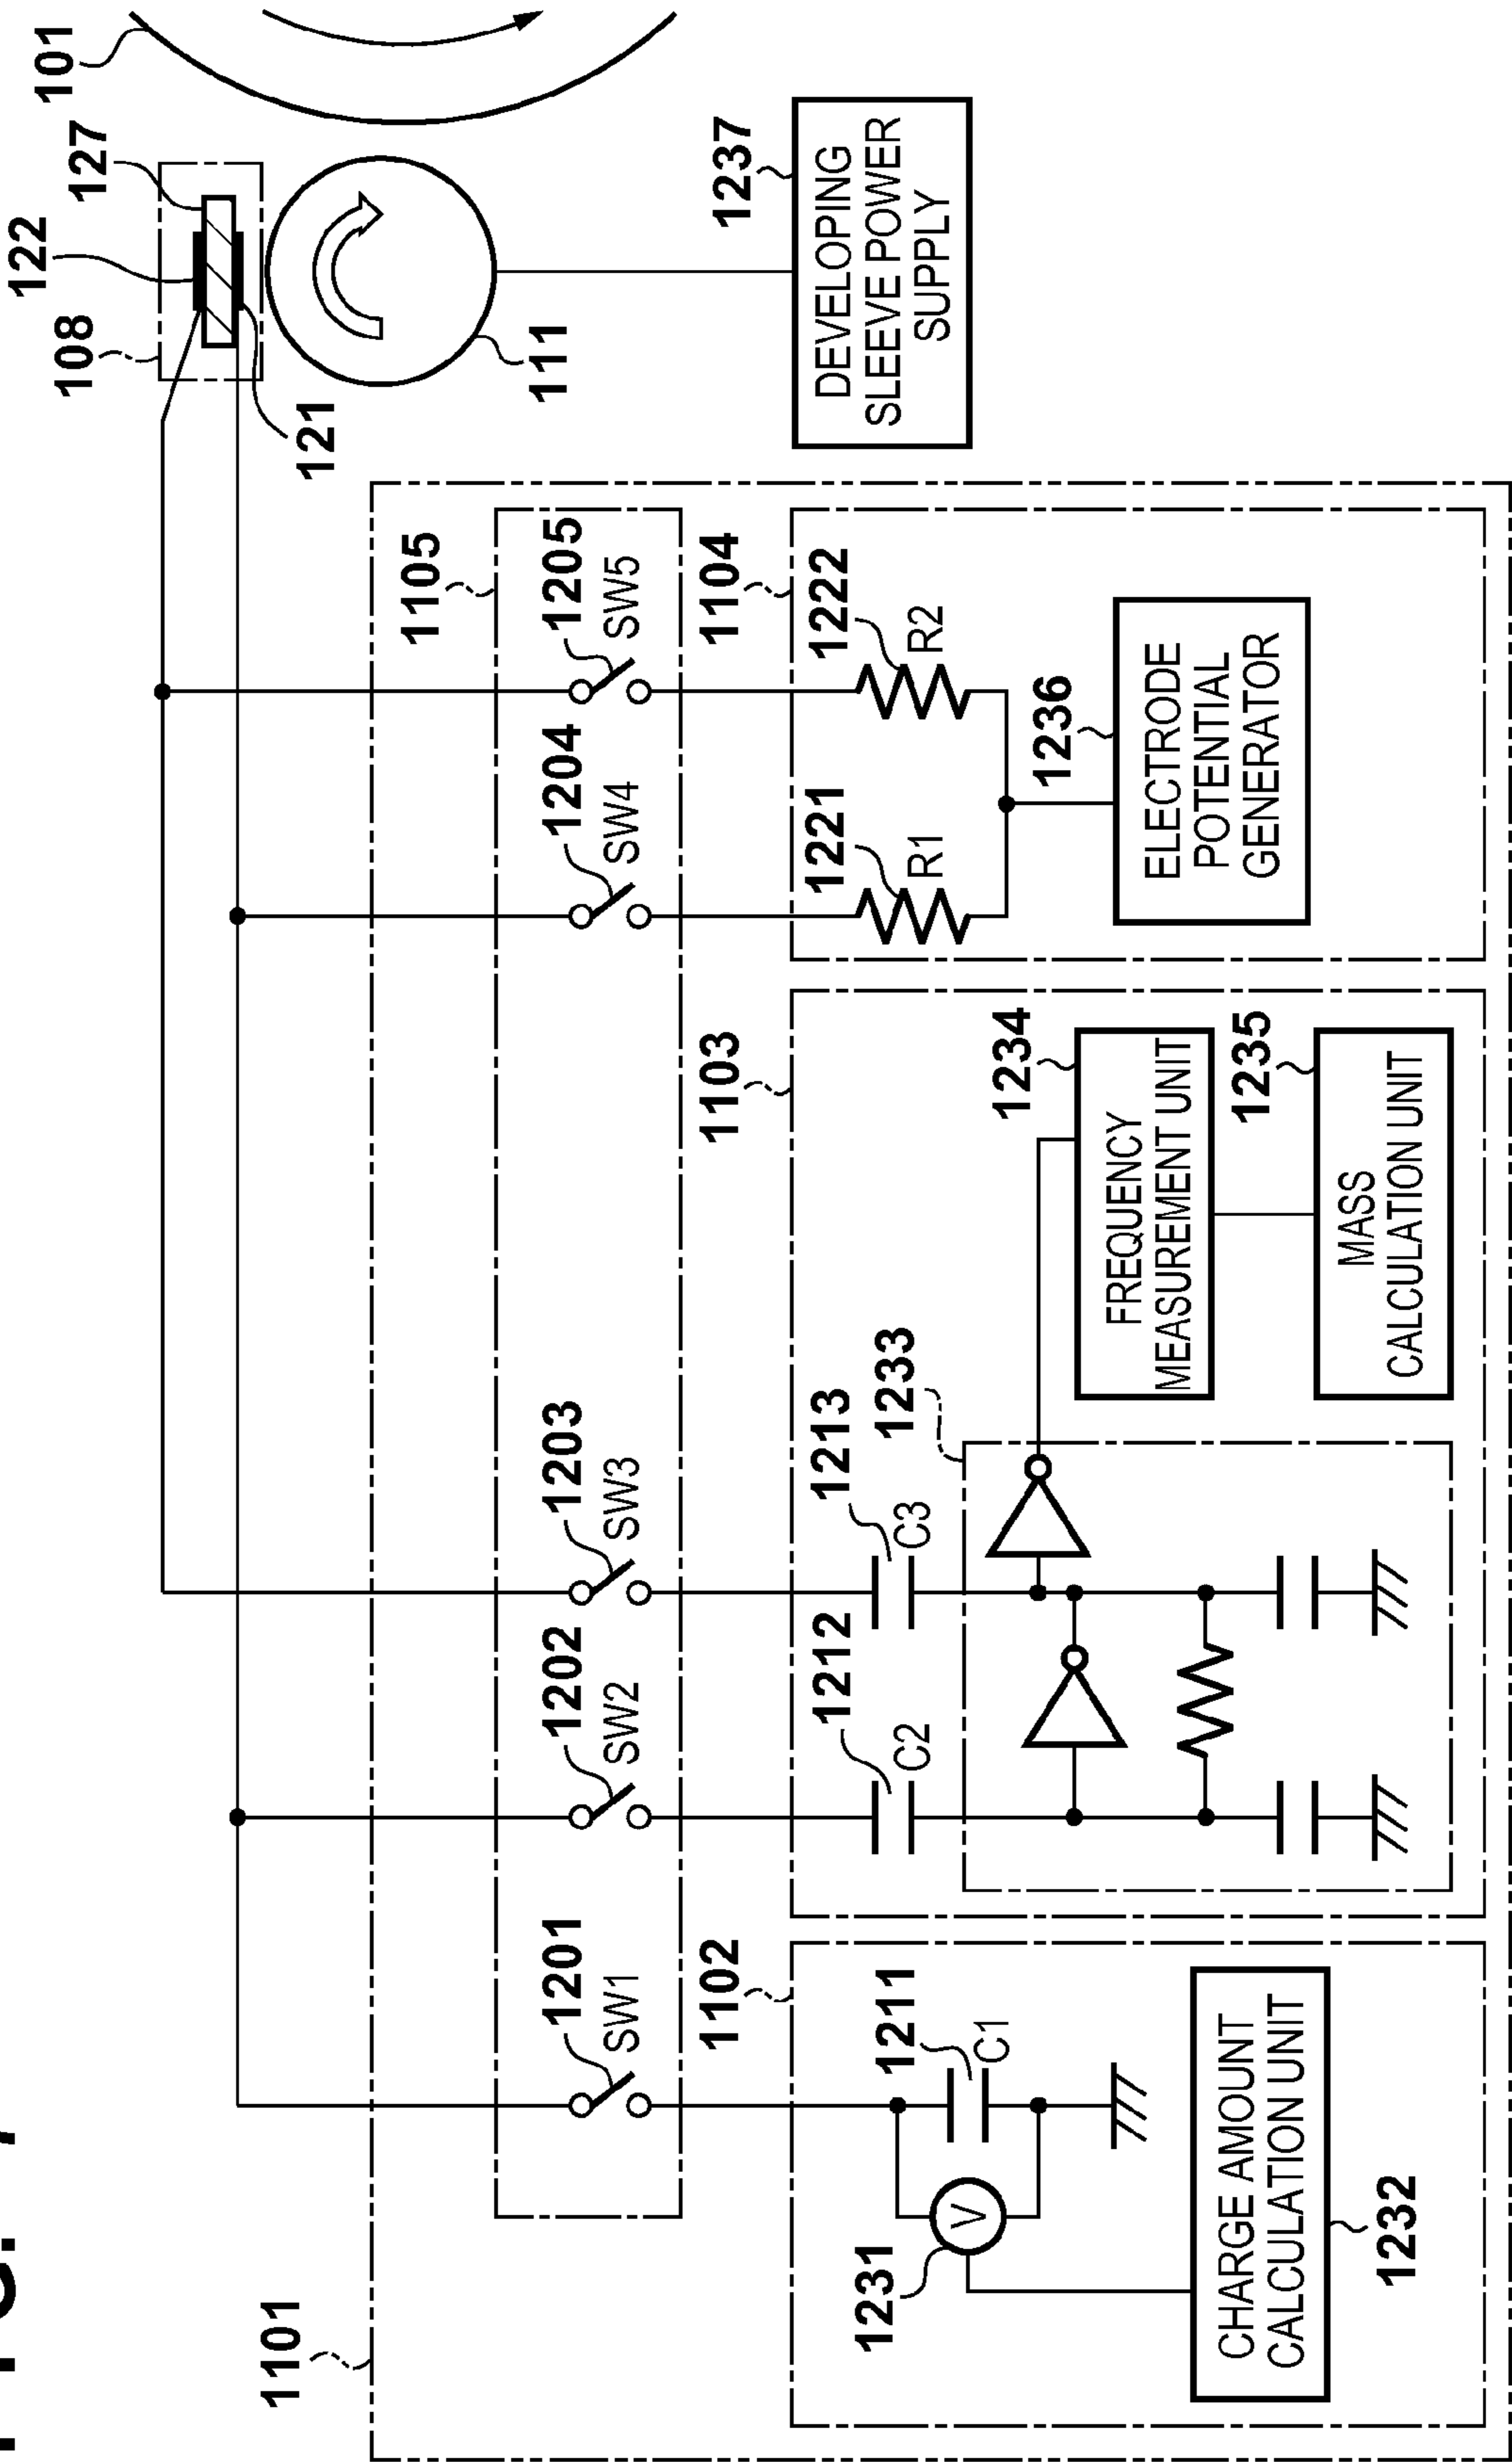 101
122
127
108
121
111
1237
DEVELOPING
SLEEVE POWER
SUPPLY
1101
1105
1201
SW1
1202
SW2
1203
SW3
1204
SW4
1205
SW5
1102
1211
C1
1231
V
CHARGE AMOUNT
CALCULATION UNIT
1232
1103
1212
C2
1213
C3
1233
1234
FREQUENCY
MEASUREMENT UNIT
1235
MASS
CALCULATION UNIT
1104
1221
R1
1222
R2
1236
ELECTRODE
POTENTIAL
GENERATOR